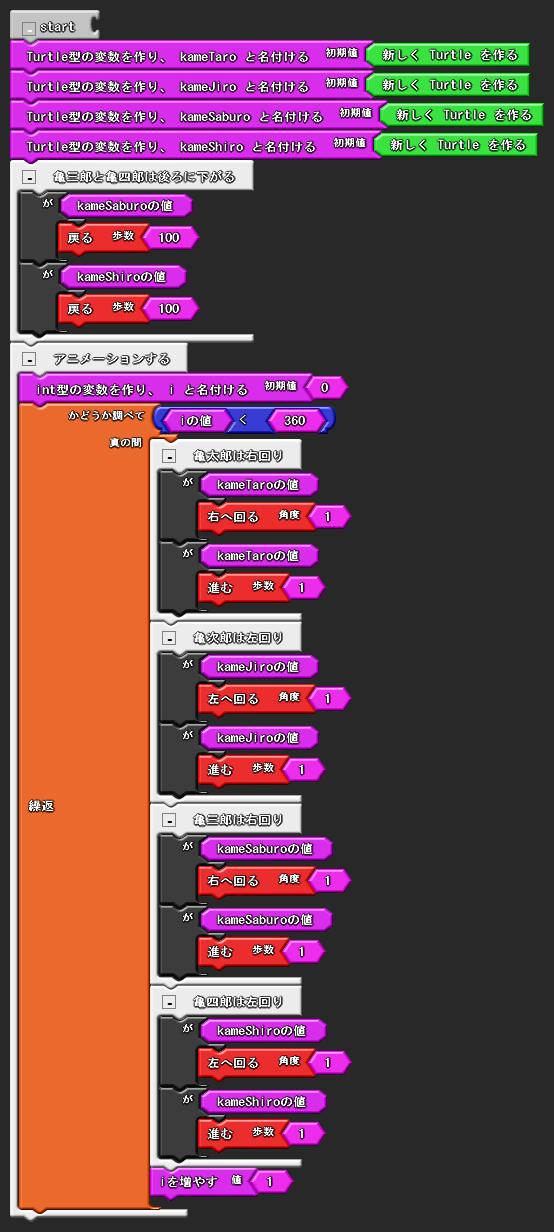 start
Turtle型の変数を作り、 kameTaro と名付ける 初期値 新しく Turtle を作る
Turtle型の変数を作り、 kameJiro と名付ける 初期値 新しく Turtle を作る
Turtle型の変数を作り、 kameSaburo と名付ける 初期値 新しく Turtle を作る
Turtle型の変数を作り、 kameShiro と名付ける 初期値 新しく Turtle を作る
亀三郎と亀四郎は後ろに下がる
が kameSaburoの値
戻る 歩数 100
が kameShiroの値
戻る 歩数 100
アニメーションする
int型の変数を作り、 i と名付ける 初期値 0
かどうか調べて iの値 < 360
真の間
亀太郎は右回り
が kameTaroの値
右へ回る 角度 1
が kameTaroの値
進む 歩数 1
亀次郎は左回り
が kameJiroの値
左へ回る 角度 1
が kameJiroの値
進む 歩数 1
繰返
亀三郎は右回り
が kameSaburoの値
右へ回る 角度 1
が kameSaburoの値
進む 歩数 1
亀四郎は左回り
が kameShiroの値
左へ回る 角度 1
が kameShiroの値
進む 歩数 1
iを増やす 値 1